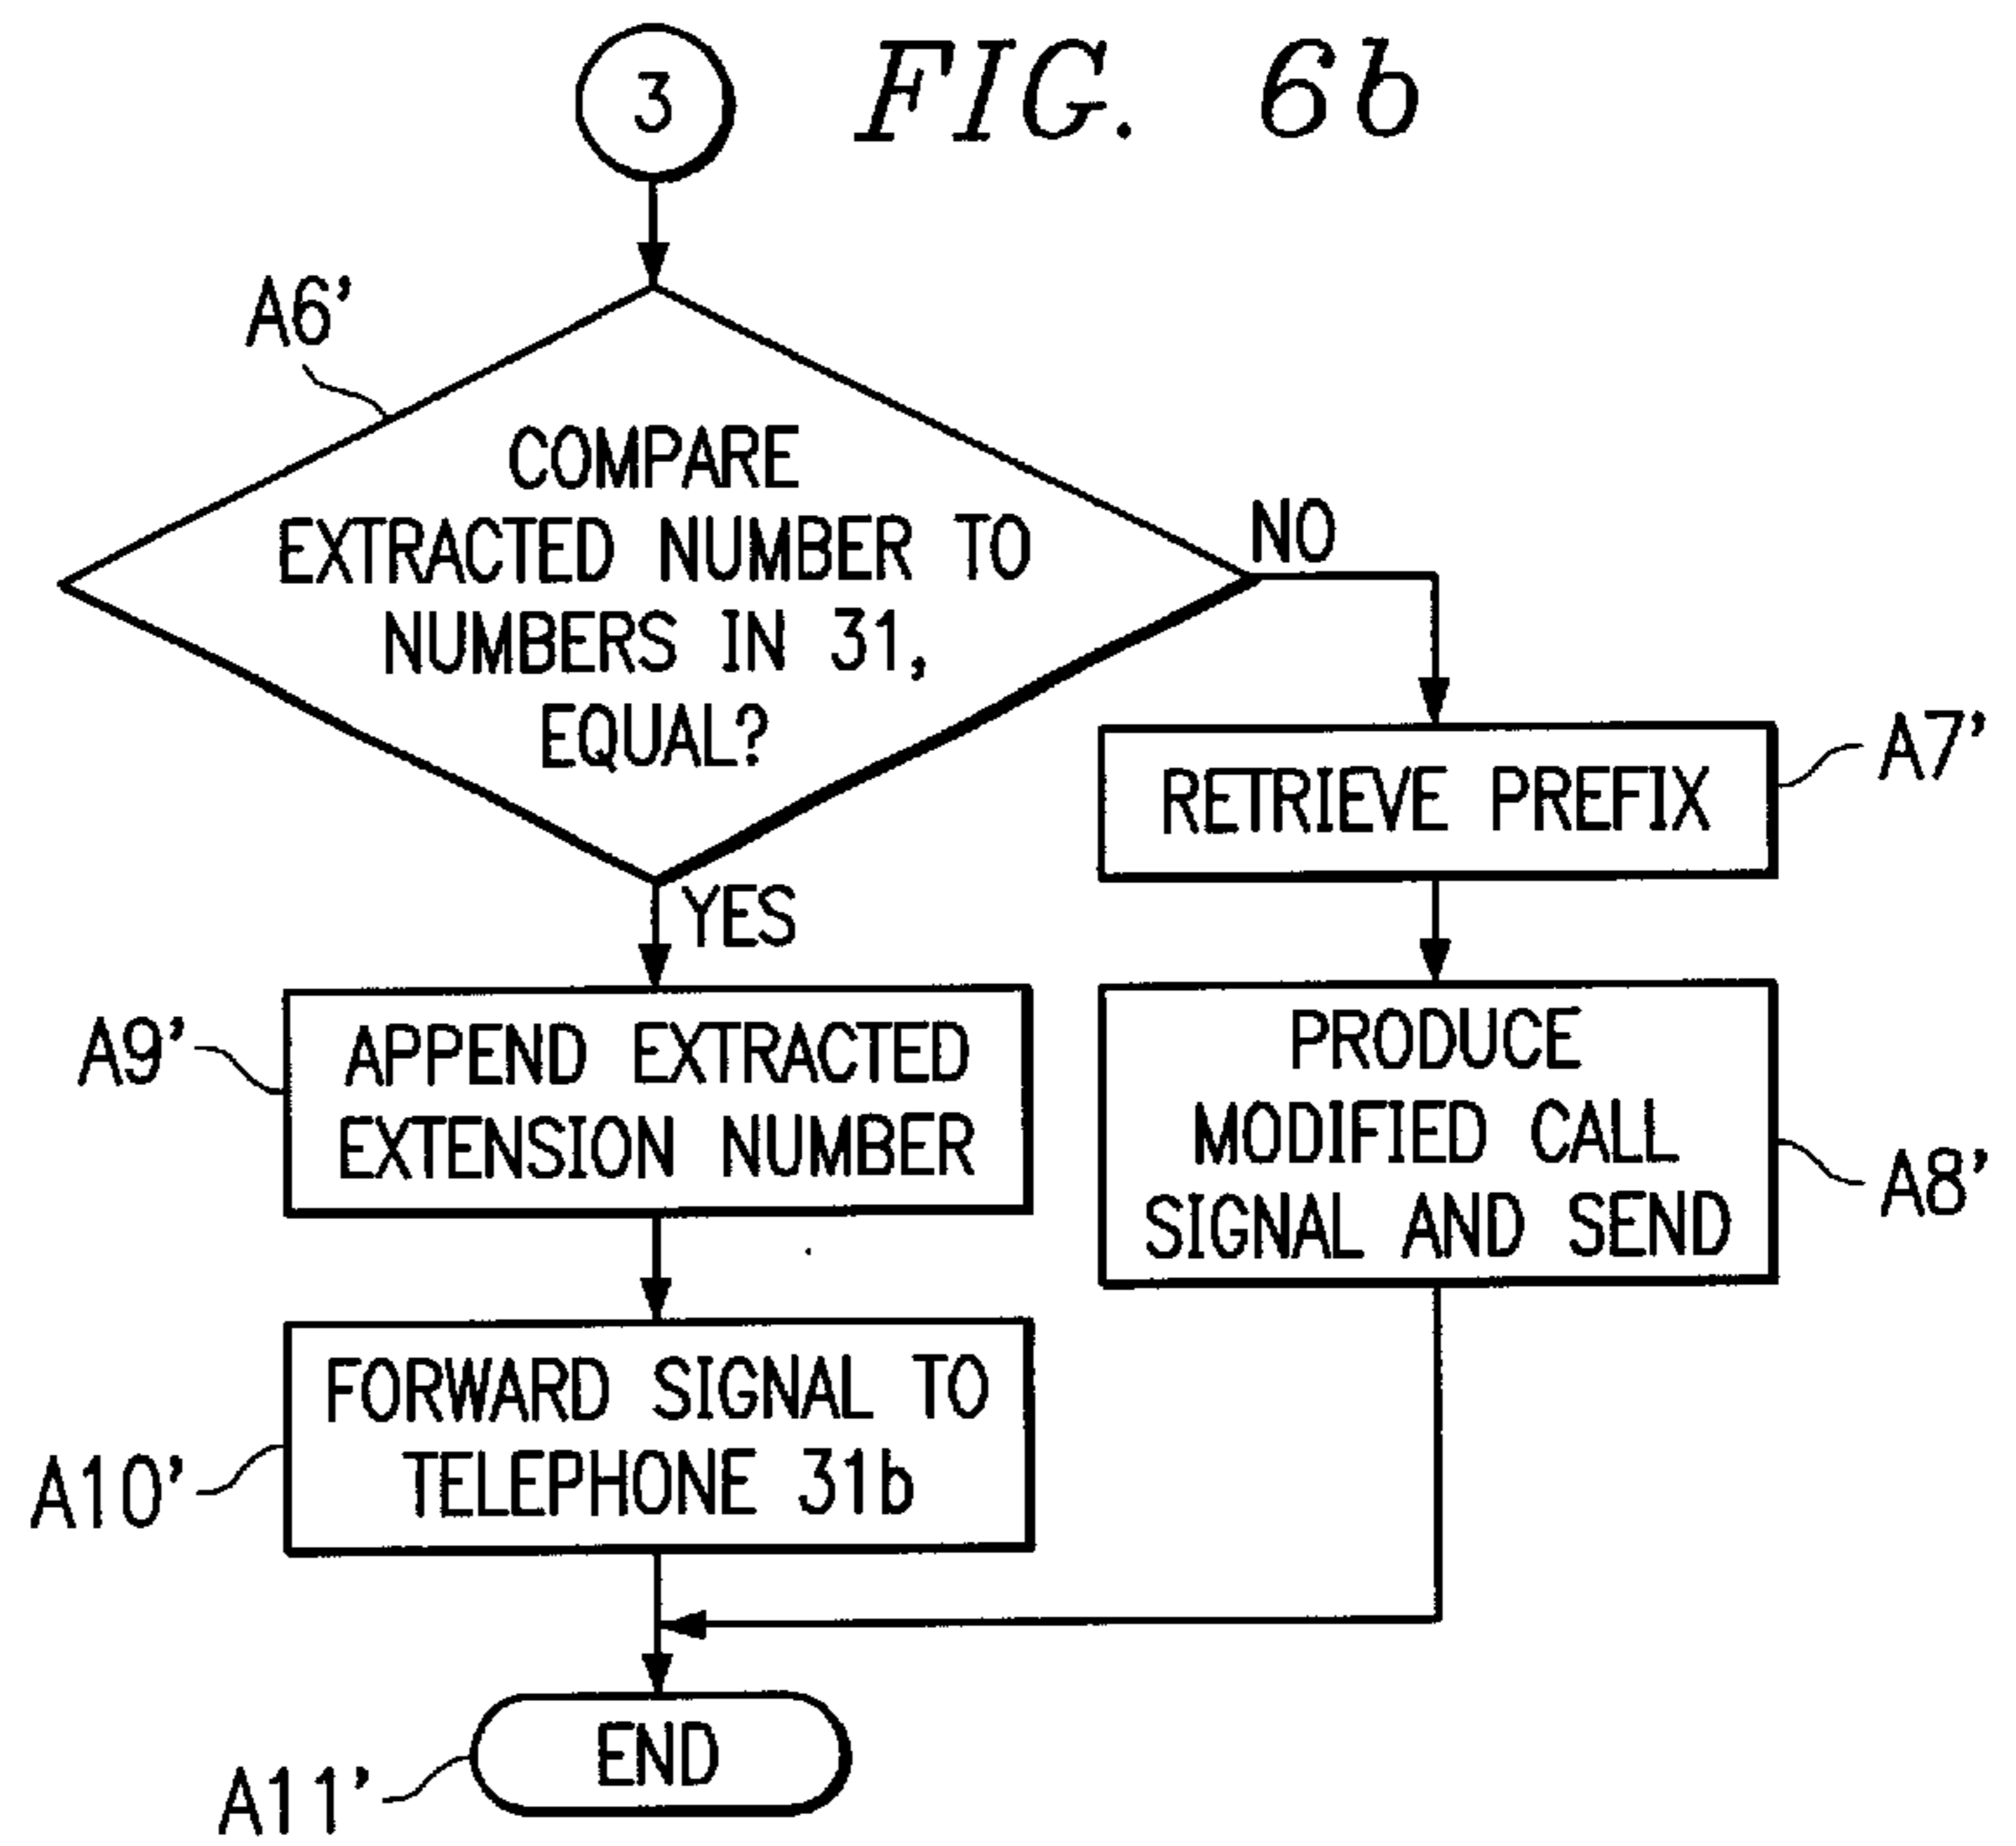 3
FIG. 6b
A6'
COMPARE
EXTRACTED NUMBER TO
NUMBERS IN 31,
EQUAL?
NO
A7'
RETRIEVE PREFIX
YES
A9'
APPEND EXTRACTED
EXTENSION NUMBER
PRODUCE
MODIFIED CALL
SIGNAL AND SEND
A8'
FORWARD SIGNAL TO
TELEPHONE 31b
A10'
END
A11'